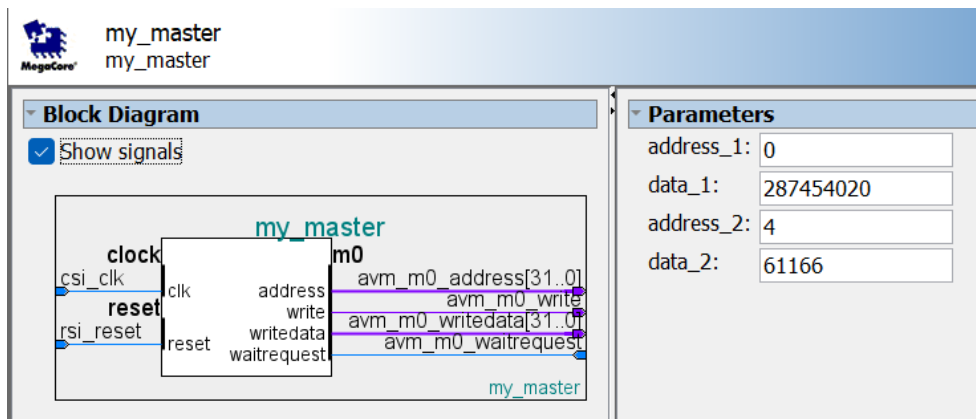 my_master
my_master
MegaCore'
Block Diagram
Show signals
my_master
clock
m0
csi_clk
clk
address
avm_m0_address[31..0]
reset
write
avm_m0_write
rsi_reset
reset
writedata
avm_m0_writedata[31..0]
waitrequest
avm_m0_waitrequest
my_master
Parameters
address_1: 0
data_1: 287454020
address_2: 4
data_2: 61166